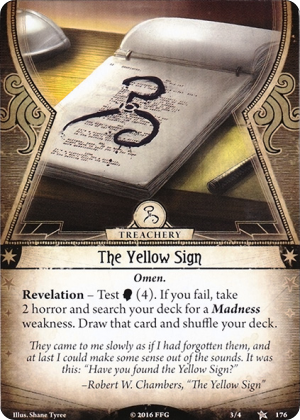 TREACHERY
The Yellow Sign
Omen.
Revelation – Test (4). If you fail, take
2 horror and search your deck for a Madness
weakness. Draw that card and shuffle your deck.
They came to me slowly as if I had forgotten them, and
at last I could make some sense out of the sounds. It was
this: "Have you found the Yellow Sign?"
–Robert W. Chambers, "The Yellow Sign"
Illus. Shane Tyree © 2016 FFG 3/4 176